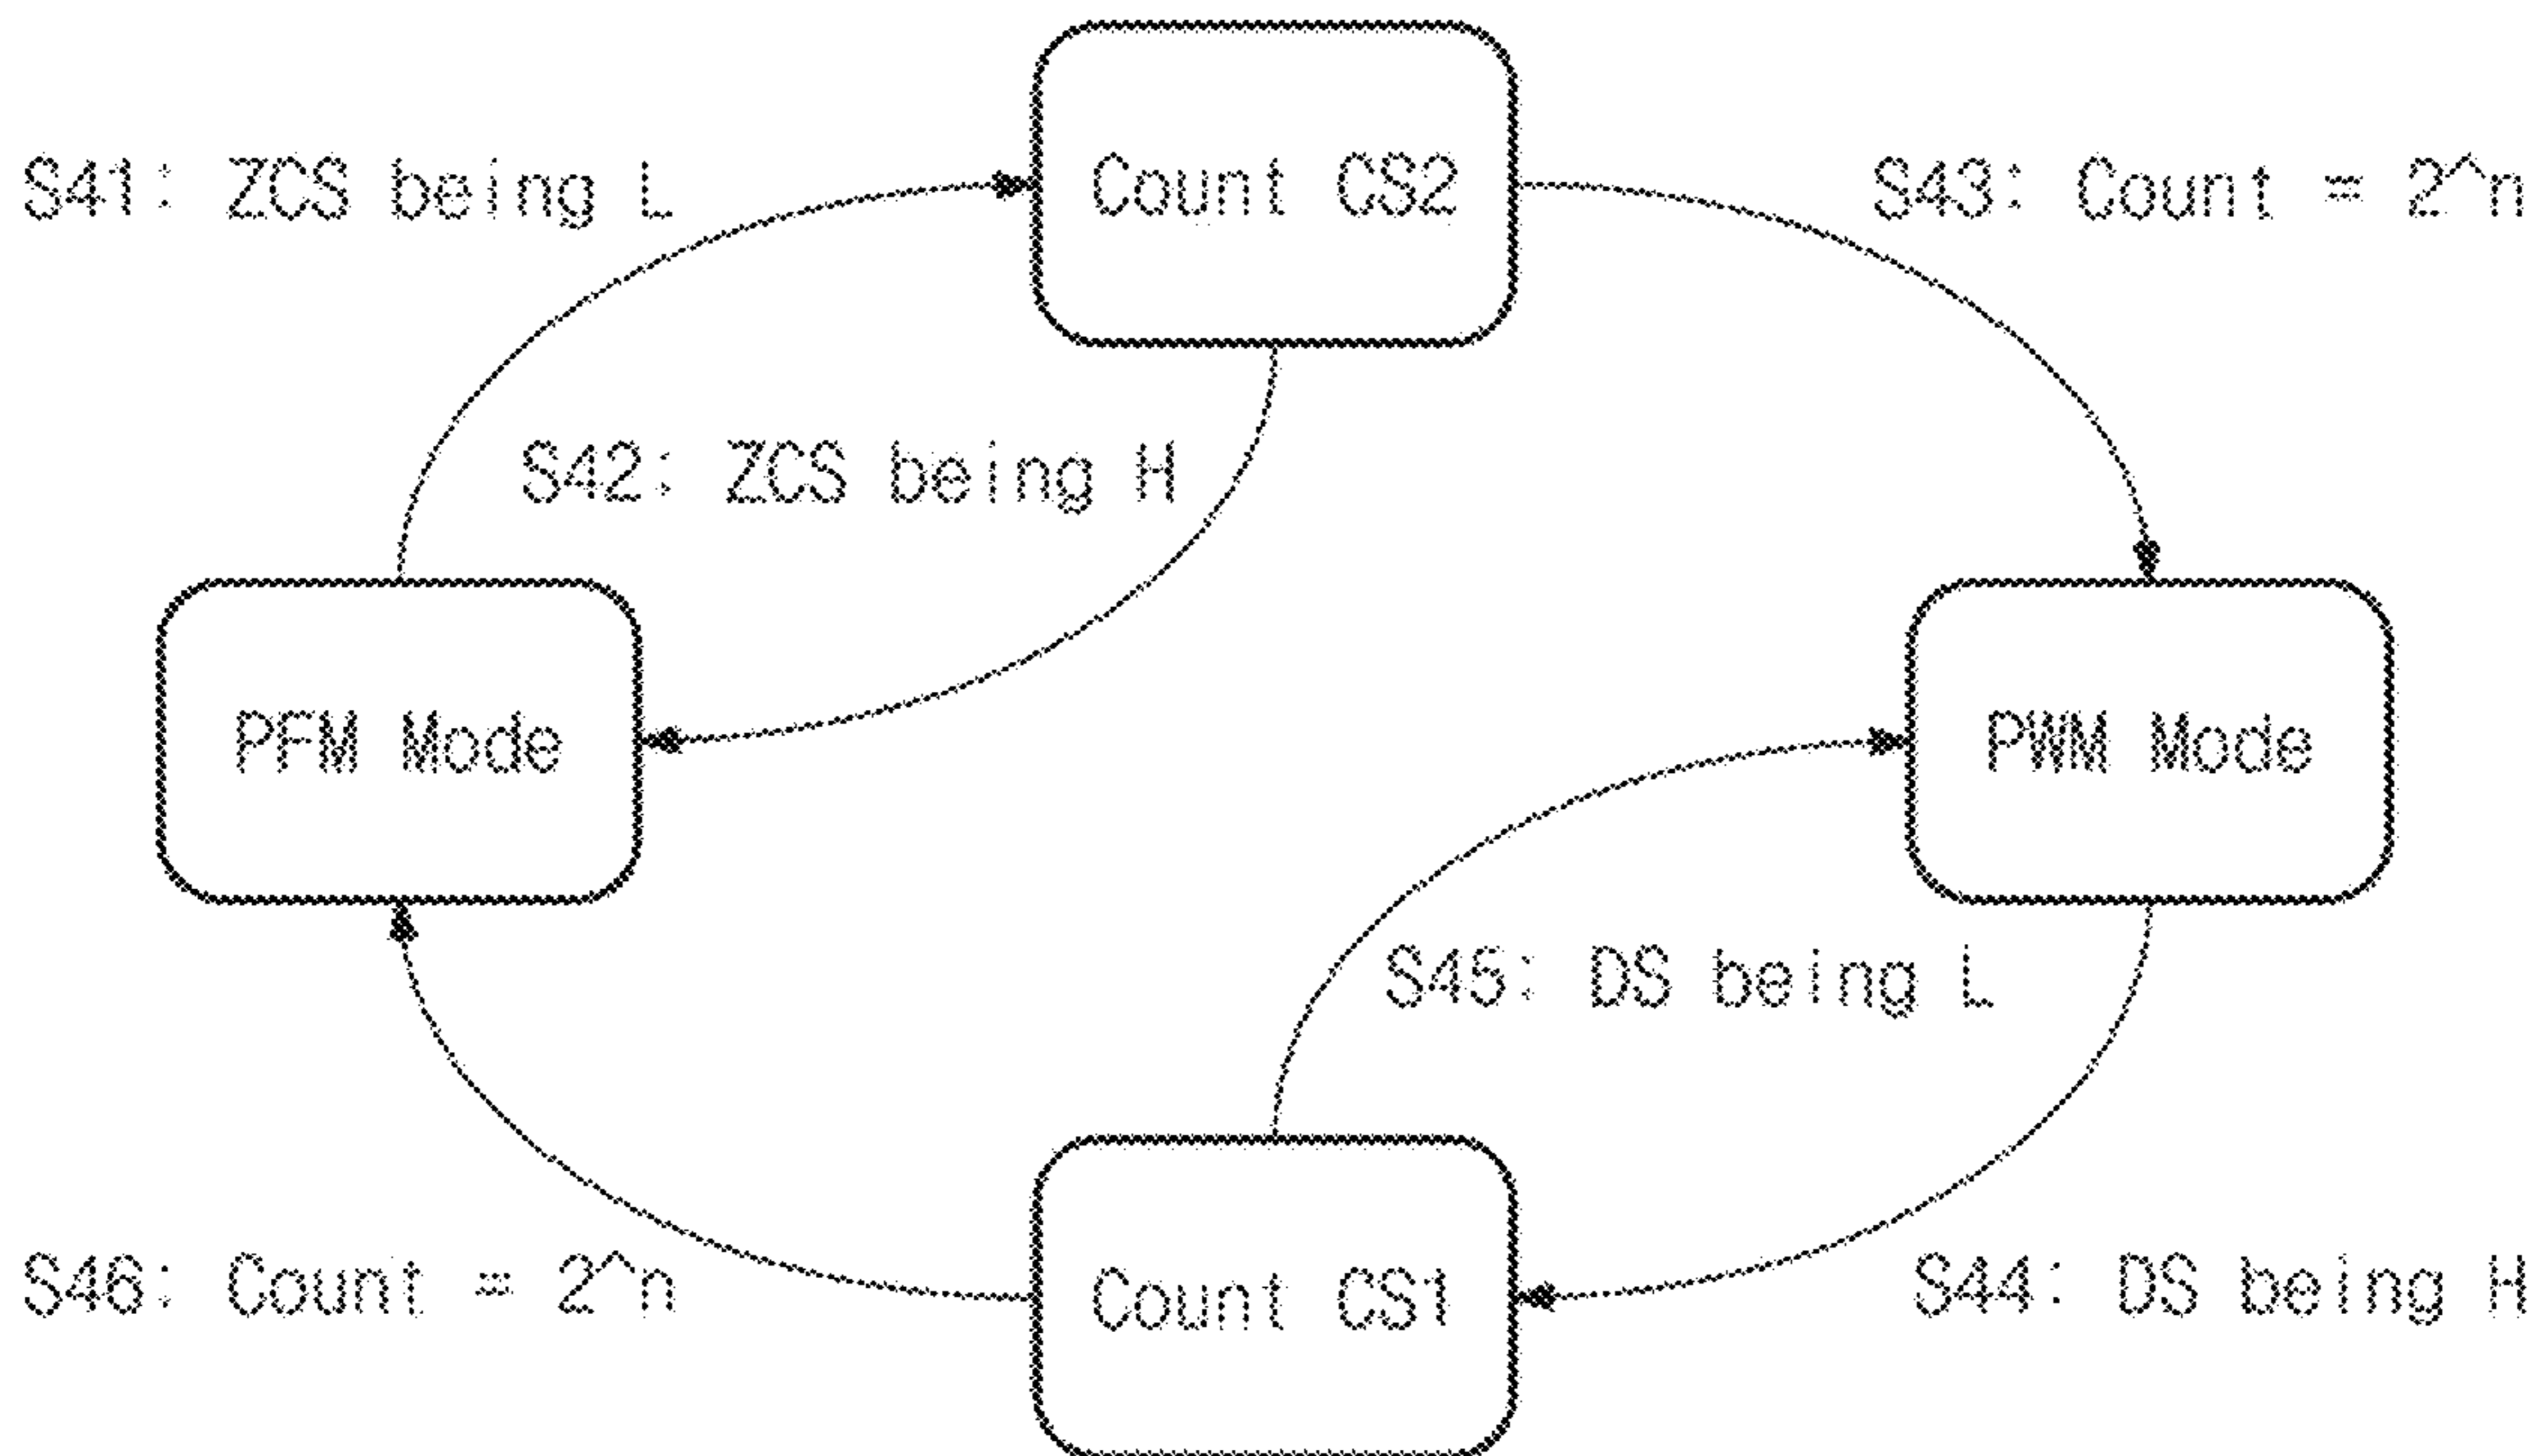 Count CS2
S41: ZCS being L
S43: Count = 2^n
S42: ZCS being H
PFM Mode
PWM Mode
S45: DS being L
S46: Count = 2^n
Count CS1
S44: DS being H